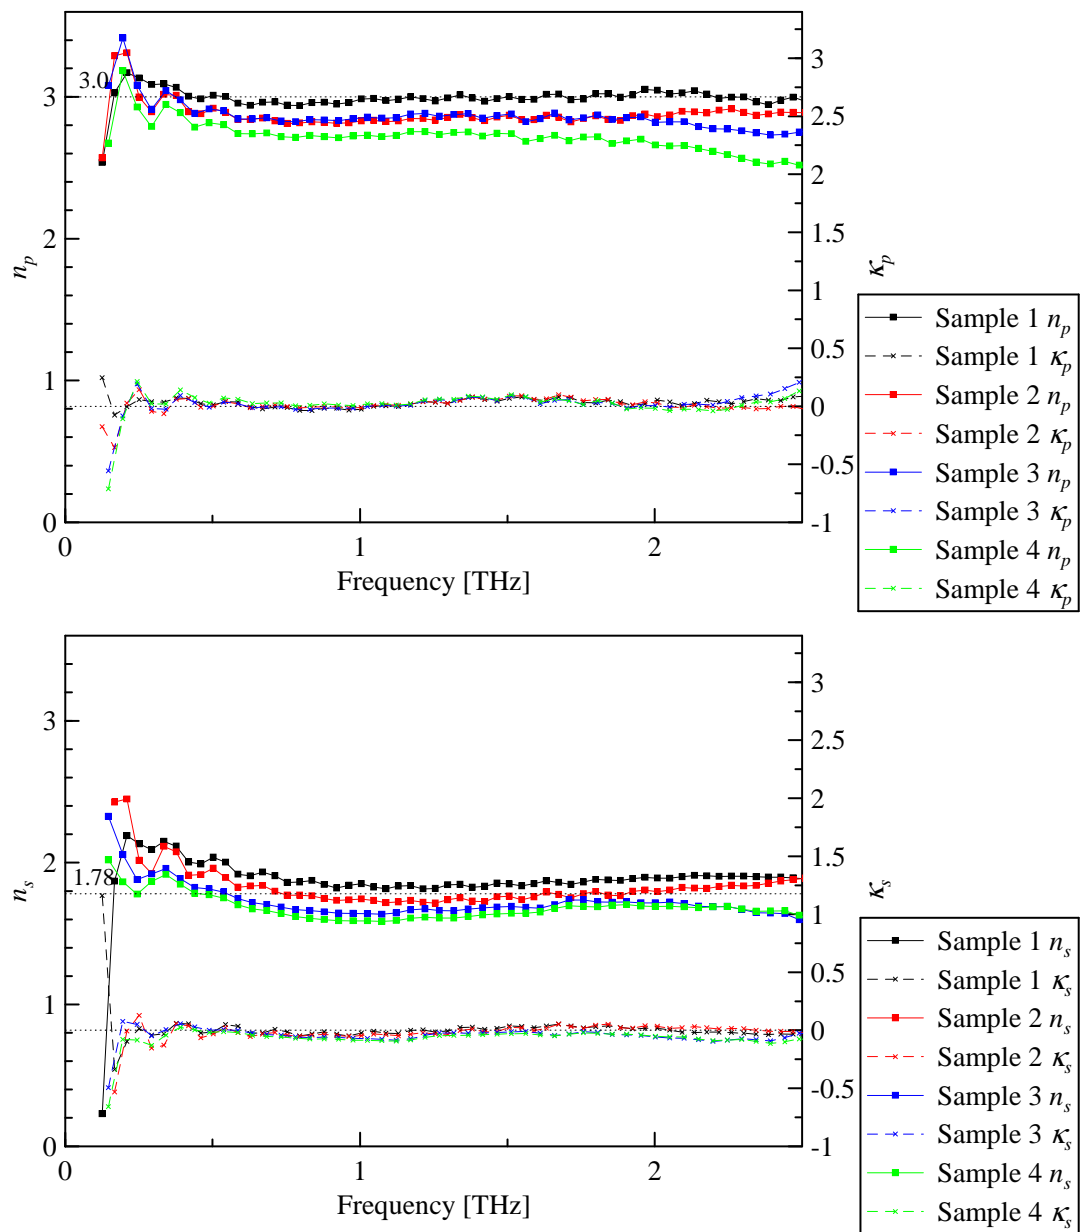 3
2
1
0
n_p
3.0
3
2.5
2
1.5
1
0.5
0
-0.5
-1
κ_p
0
1
2
Frequency [THz]
Sample 1 n_p
Sample 1 κ_p
Sample 2 n_p
Sample 2 κ_p
Sample 3 n_p
Sample 3 κ_p
Sample 4 n_p
Sample 4 κ_p
3
2
1
0
n_s
1.78
3
2.5
2
1.5
1
0.5
0
-0.5
-1
κ_s
0
1
2
Frequency [THz]
Sample 1 n_s
Sample 1 κ_s
Sample 2 n_s
Sample 2 κ_s
Sample 3 n_s
Sample 3 κ_s
Sample 4 n_s
Sample 4 κ_s